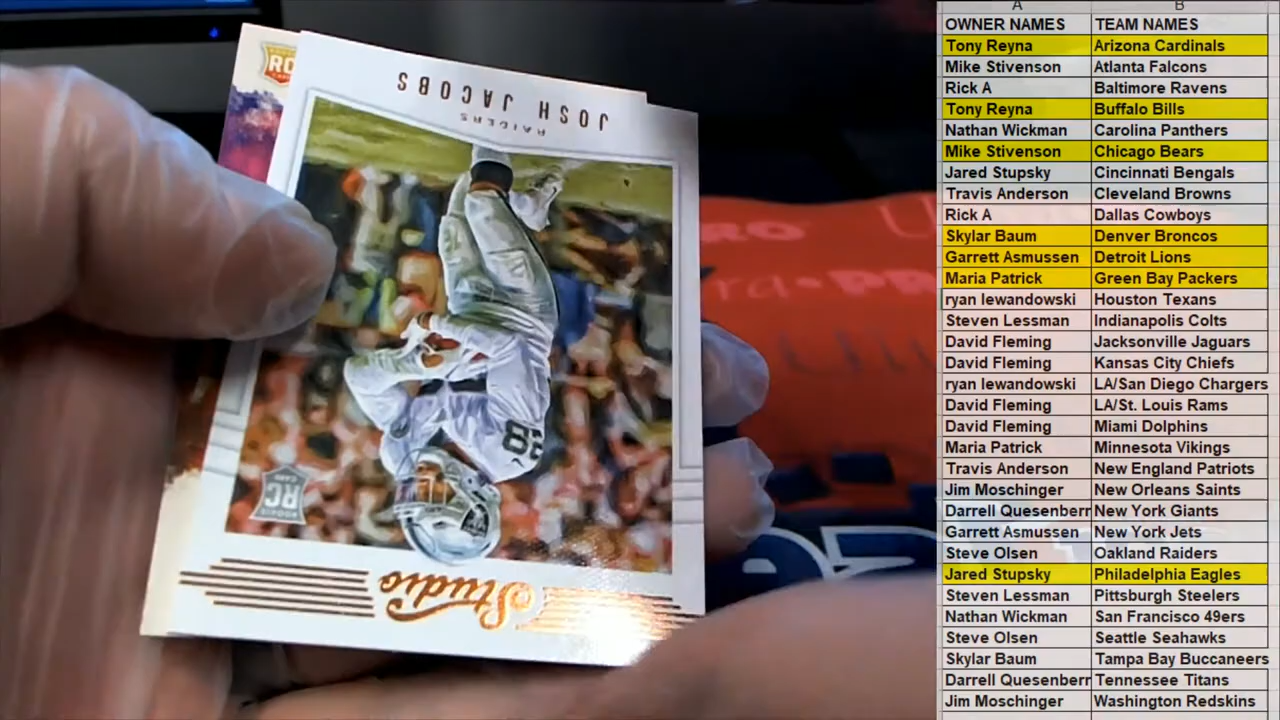 JOSH JACOBS
RAIDERS
28
ROOKIE
RC
CARD
Studio
A B
OWNER NAMES TEAM NAMES
Tony Reyna Arizona Cardinals
Mike Stivenson Atlanta Falcons
Rick A Baltimore Ravens
Tony Reyna Buffalo Bills
Nathan Wickman Carolina Panthers
Mike Stivenson Chicago Bears
Jared Stupsky Cincinnati Bengals
Travis Anderson Cleveland Browns
Rick A Dallas Cowboys
Skylar Baum Denver Broncos
Garrett Asmussen Detroit Lions
Maria Patrick Green Bay Packers
ryan lewandowski Houston Texans
Steven Lessman Indianapolis Colts
David Fleming Jacksonville Jaguars
David Fleming Kansas City Chiefs
ryan lewandowski LA/San Diego Chargers
David Fleming LA/St. Louis Rams
David Fleming Miami Dolphins
Maria Patrick Minnesota Vikings
Travis Anderson New England Patriots
Jim Moschinger New Orleans Saints
Darrell Quesenberr New York Giants
Garrett Asmussen New York Jets
Steve Olsen Oakland Raiders
Jared Stupsky Philadelphia Eagles
Steven Lessman Pittsburgh Steelers
Nathan Wickman San Francisco 49ers
Steve Olsen Seattle Seahawks
Skylar Baum Tampa Bay Buccaneers
Darrell Quesenberr Tennessee Titans
Jim Moschinger Washington Redskins